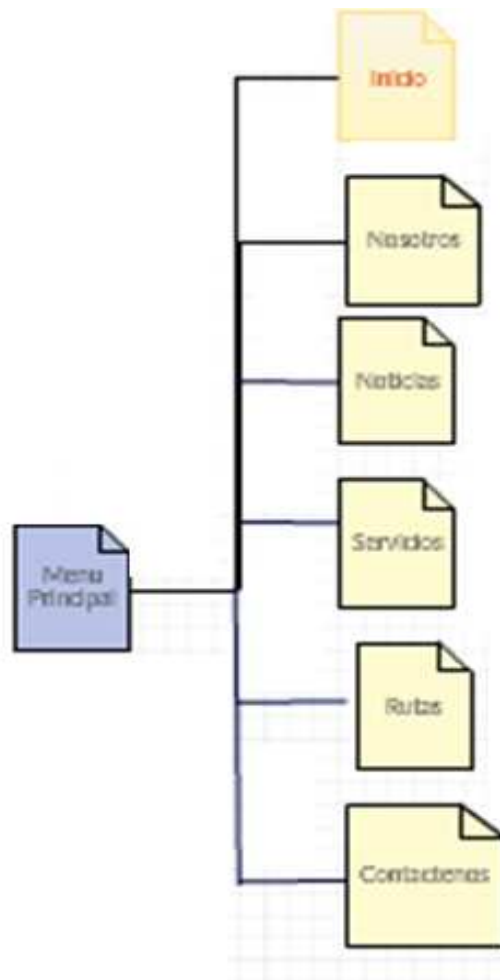 Inicio
Nosotros
Noticias
Servicios
Menu
Principal
Rutas
Contactenos